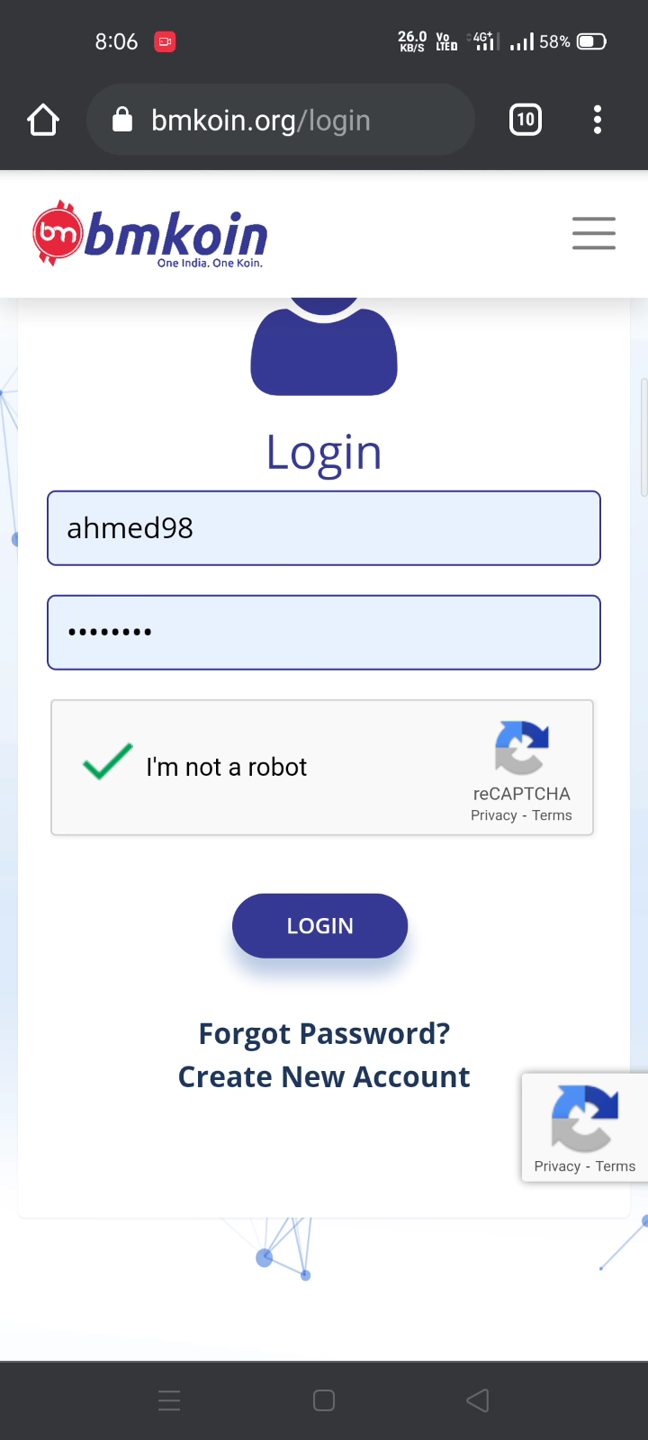 8:06
26.0 KB/S Vo LTE 4G+ 58%
bmkoin.org/login
10
bm bmkoin
One India. One Koin.
Login
ahmed98
••••••••
I'm not a robot
reCAPTCHA
Privacy - Terms
LOGIN
Forgot Password?
Create New Account
Privacy - Terms